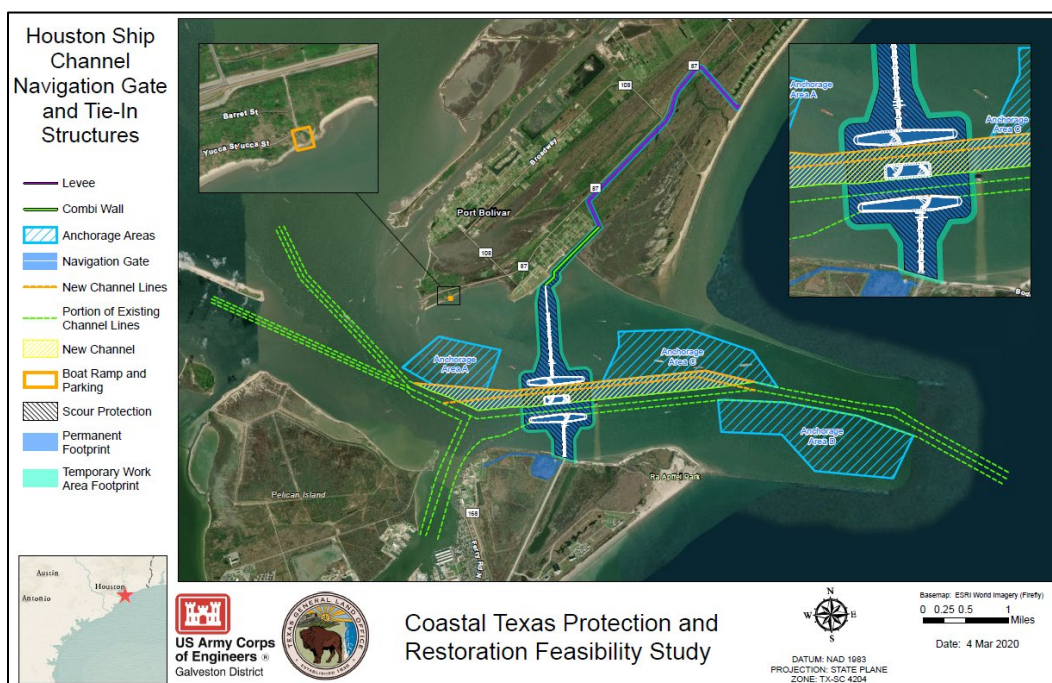 Houston Ship
Channel
Navigation Gate
and Tie-In
Structures
Levee
Combi Wall
Anchorage Areas
Navigation Gate
New Channel Lines
Portion of Existing
Channel Lines
New Channel
Boat Ramp and
Parking
Scour Protection
Permanent
Footprint
Temporary Work
Area Footprint
Barret St
Yucca St
Yucca St
87
108
Broadway
87
Port Bolivar
108
87
Anchorage
Area A
Anchorage
Area C
Anchorage
Area D
Pelican Island
168
Ferry Rd N
Anchorage
Area A
Anchorage
Area C
Austin
Houston
Antonio
US Army Corps
of Engineers ®
Galveston District
TEXAS GENERAL LAND OFFICE
Coastal Texas Protection and
Restoration Feasibility Study
N
W E
S
DATUM: NAD 1983
PROJECTION: STATE PLANE
ZONE: TX-SC 4204
Basemap: ESRI World Imagery (Firefly)
0 0.25 0.5 1
Miles
Date: 4 Mar 2020